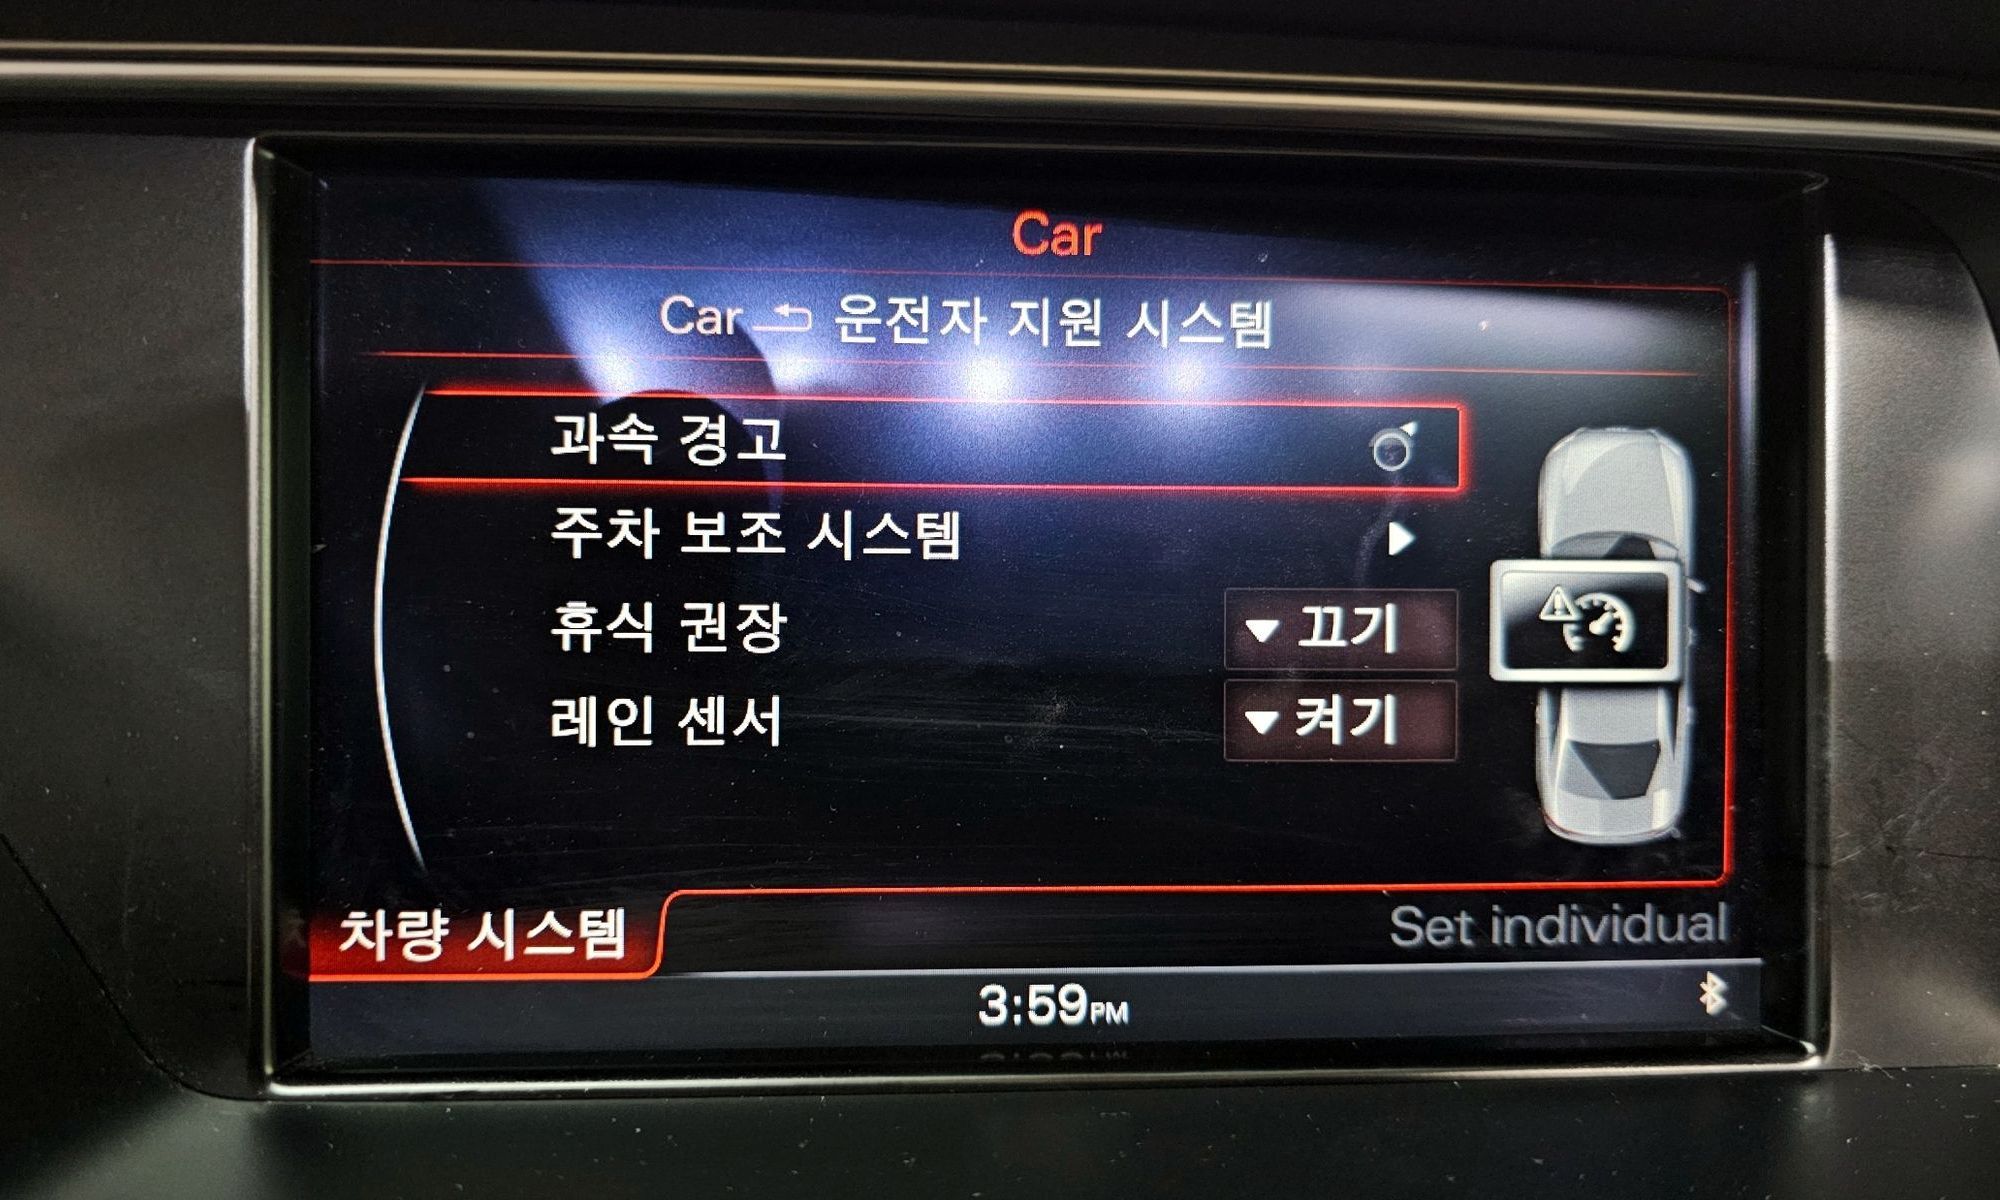 Car
Car 운전자 지원 시스템
과속 경고
주차 보조 시스템
휴식 권장 끄기
레인 센서 켜기
차량 시스템 Set individual
3:59PM